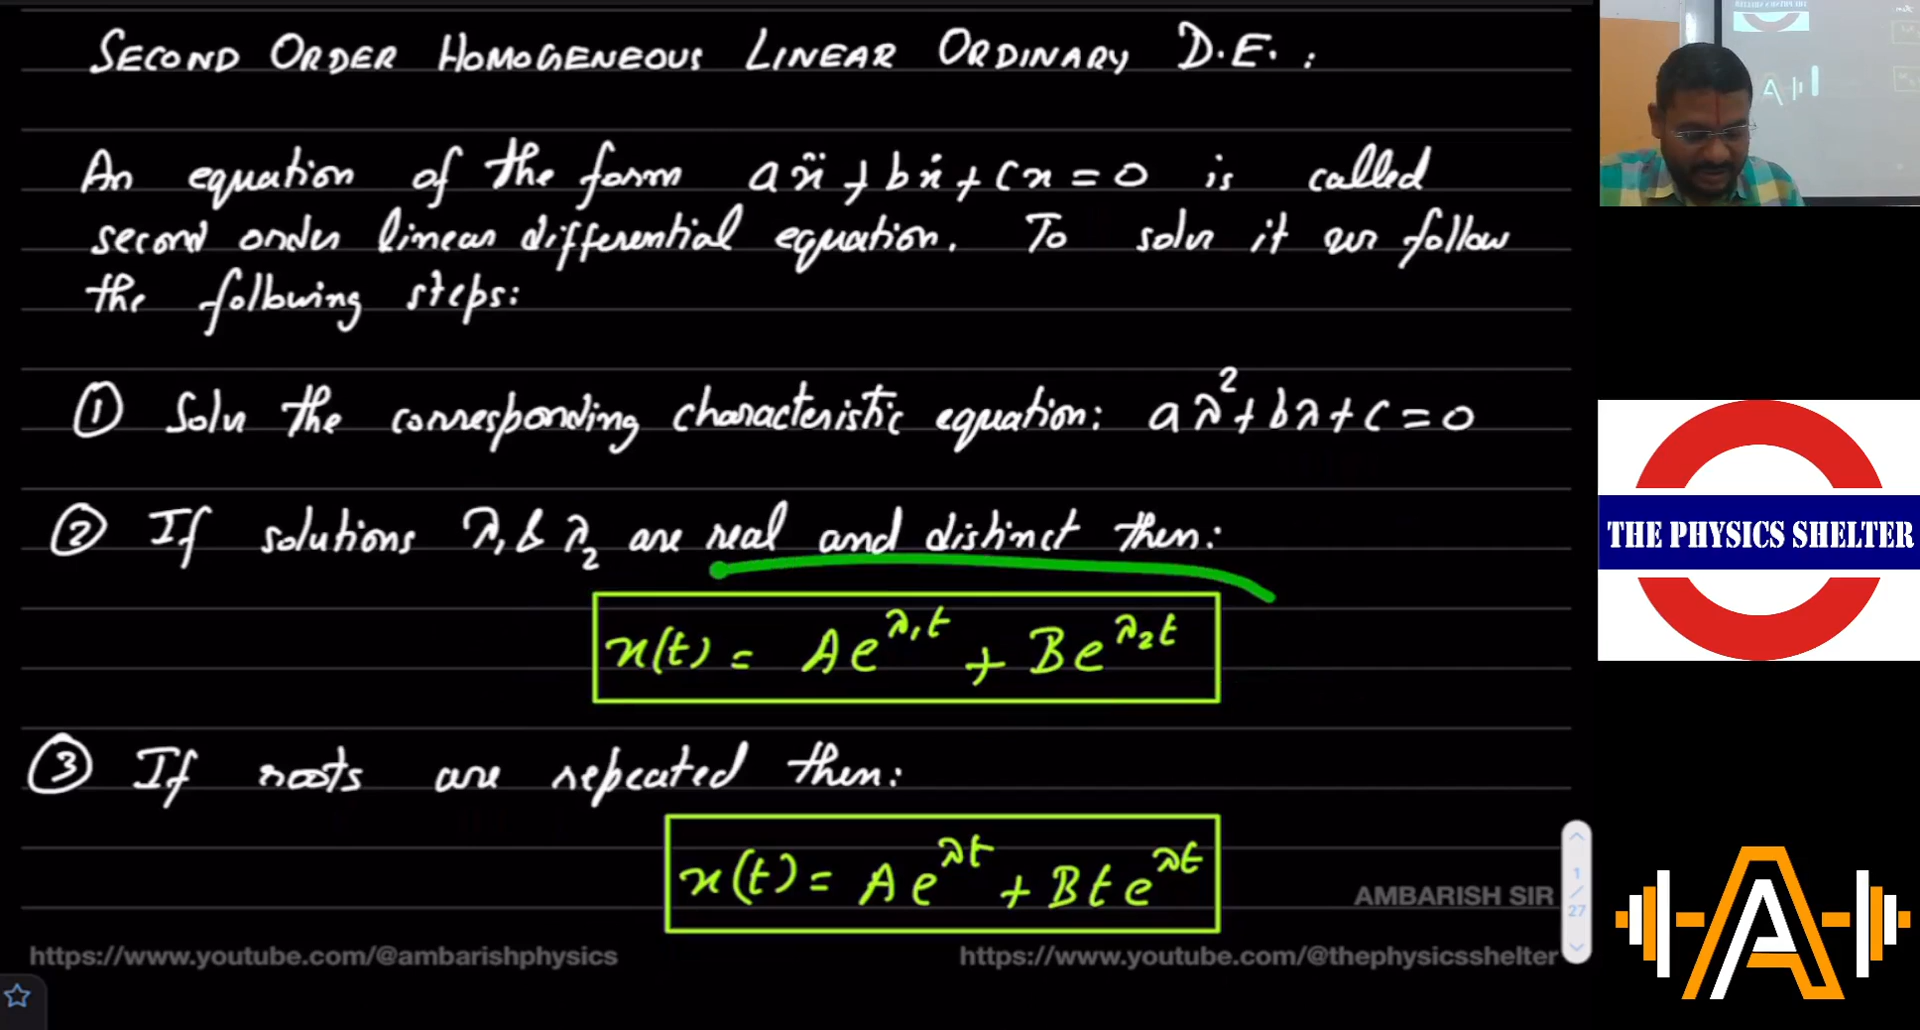 SECOND ORDER HOMOGENEOUS LINEAR ORDINARY D.E. :
An equation of the form aẍ + bẋ + cx = 0 is called
second order linear differential equation. To solve it we follow
the following steps:
① Solve the corresponding characteristic equation: aλ² + bλ + c = 0
② If solutions λ₁ & λ₂ are real and distinct then:
x(t) = Ae^{λ₁t} + Be^{λ₂t}
③ If roots are repeated then:
x(t) = Ae^{λt} + Bte^{λt}
AMBARISH SIR
https://www.youtube.com/@ambarishphysics
https://www.youtube.com/@thephysicsshelter
1
/
27
THE PHYSICS SHELTER
A